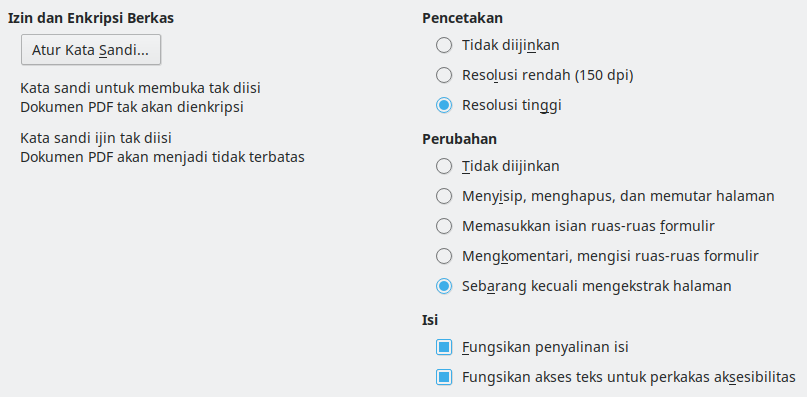 Izin dan Enkripsi Berkas
Atur Kata Sandi...
Kata sandi untuk membuka tak diisi
Dokumen PDF tak akan dienkripsi
Kata sandi ijin tak diisi
Dokumen PDF akan menjadi tidak terbatas
Pencetakan
Tidak diijinkan
Resolusi rendah (150 dpi)
Resolusi tinggi
Perubahan
Tidak diijinkan
Menyisip, menghapus, dan memutar halaman
Memasukkan isian ruas-ruas formulir
Mengkomentari, mengisi ruas-ruas formulir
Sebarang kecuali mengekstrak halaman
Isi
Fungsikan penyalinan isi
Fungsikan akses teks untuk perkakas aksesibilitas